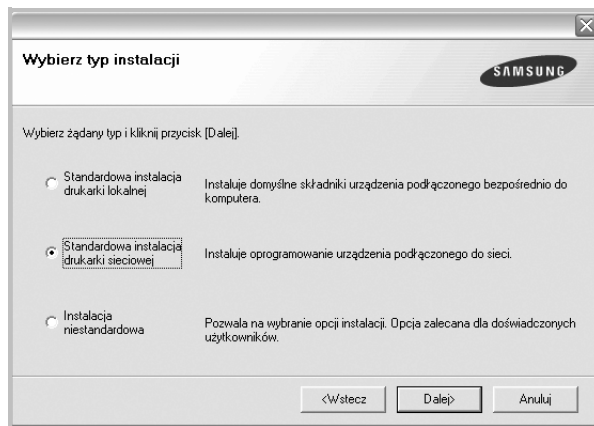 Wybierz typ instalacji
SAMSUNG
Wybierz żądany typ i kliknij przycisk [Dalej].
Standardowa instalacja
drukarki lokalnej
Instaluje domyślne składniki urządzenia podłączonego bezpośrednio do
komputera.
Standardowa instalacja
drukarki sieciowej
Instaluje oprogramowanie urządzenia podłączonego do sieci.
Instalacja
niestandardowa
Pozwala na wybranie opcji instalacji. Opcja zalecana dla doświadczonych
użytkowników.
<Wstecz
Dalej>
Anuluj